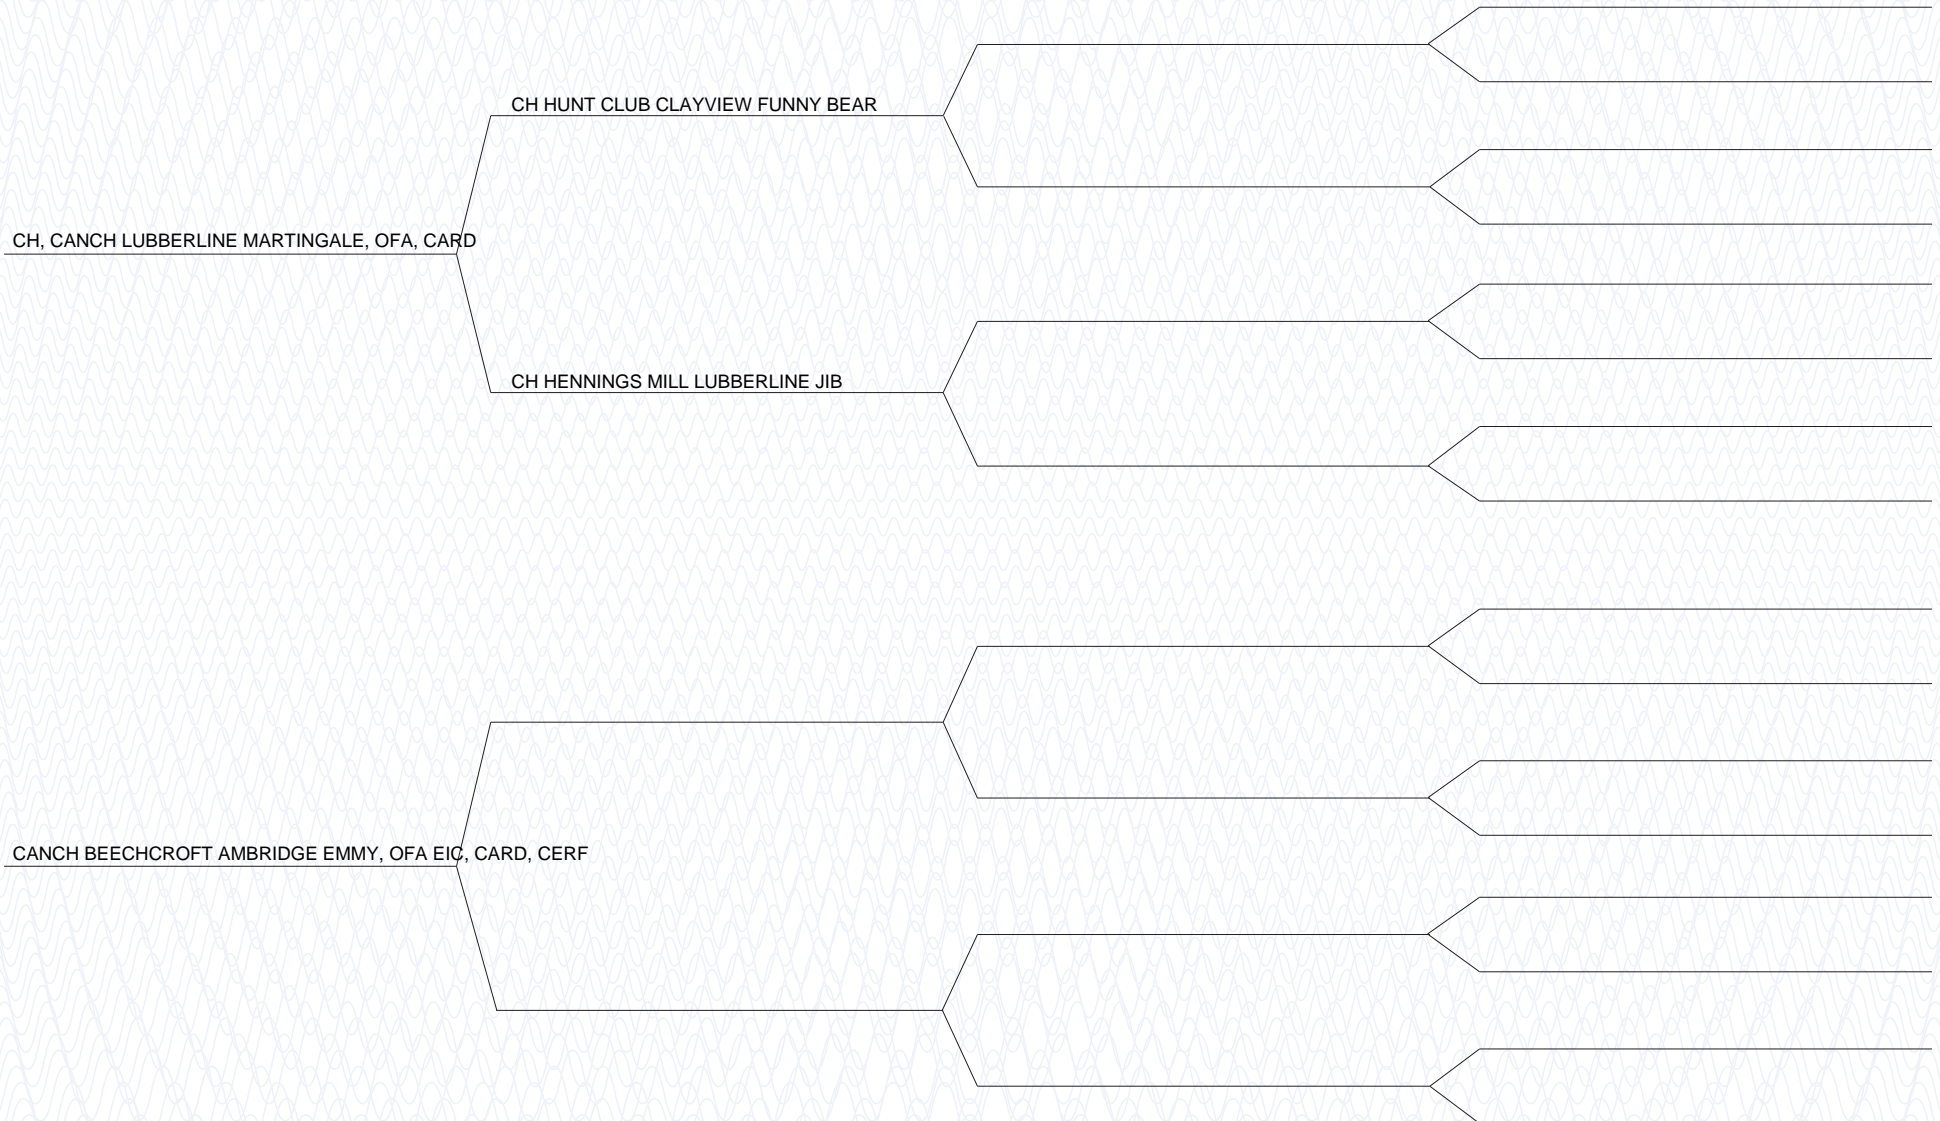 CH HUNT CLUB CLAYVIEW FUNNY BEAR
CH, CANCH LUBBERLINE MARTINGALE, OFA, CARD
CH HENNINGS MILL LUBBERLINE JIB
CANCH BEECHCROFT AMBRIDGE EMMY, OFA EIC, CARD, CERF